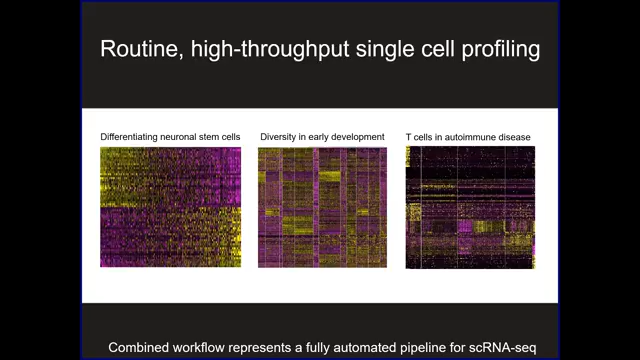 Routine, high-throughput single cell profiling
Differentiating neuronal stem cells
Diversity in early development
T cells in autoimmune disease
Combined workflow represents a fully automated pipeline for scRNA-seq